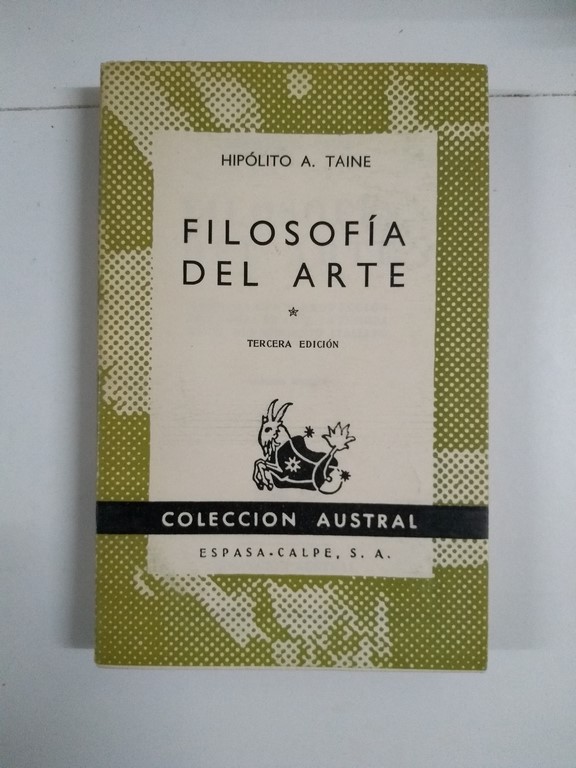 HIPÓLITO A. TAINE
FILOSOFÍA
DEL ARTE
*
TERCERA EDICIÓN
COLECCION AUSTRAL
ESPASA-CALPE, S. A.